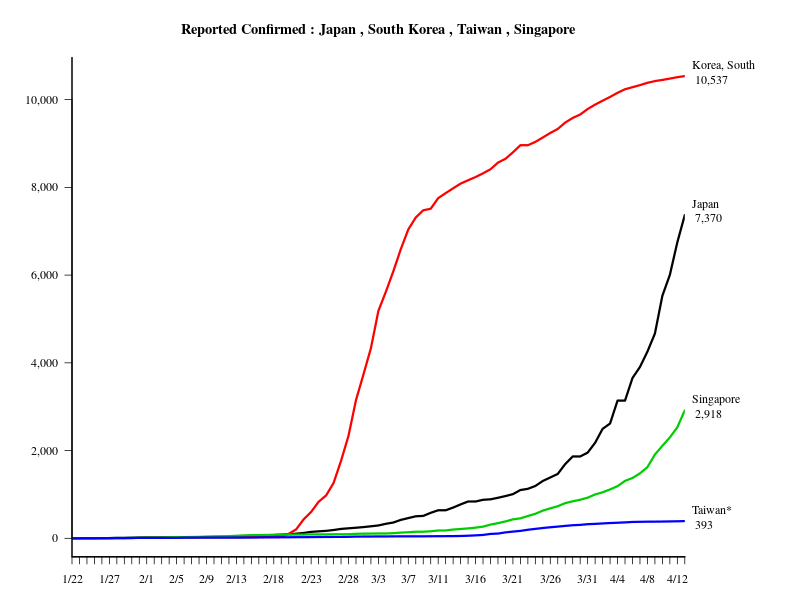 Reported Confirmed : Japan , South Korea , Taiwan , Singapore
Korea, South
10,537
10,000
8,000
Japan
7,370
6,000
4,000
Singapore
2,918
2,000
Taiwan*
393
0
1/22 1/27 2/1 2/5 2/9 2/13 2/18 2/23 2/28 3/3 3/7 3/11 3/16 3/21 3/26 3/31 4/4 4/8 4/12